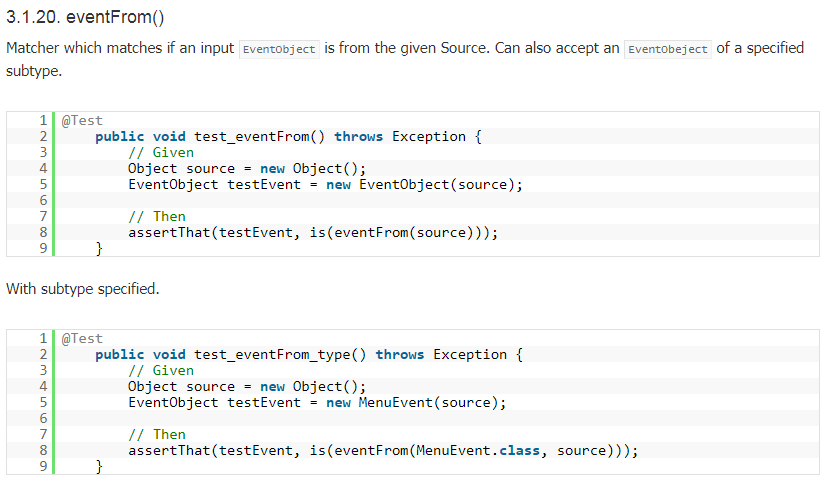 3.1.20. eventFrom()
Matcher which matches if an input EventObject is from the given Source. Can also accept an EventObeject of a specified
subtype.
1 @Test
2     public void test_eventFrom() throws Exception {
3         // Given
4         Object source = new Object();
5         EventObject testEvent = new EventObject(source);
6
7         // Then
8         assertThat(testEvent, is(eventFrom(source)));
9     }
With subtype specified.
1 @Test
2     public void test_eventFrom_type() throws Exception {
3         // Given
4         Object source = new Object();
5         EventObject testEvent = new MenuEvent(source);
6
7         // Then
8         assertThat(testEvent, is(eventFrom(MenuEvent.class, source)));
9     }